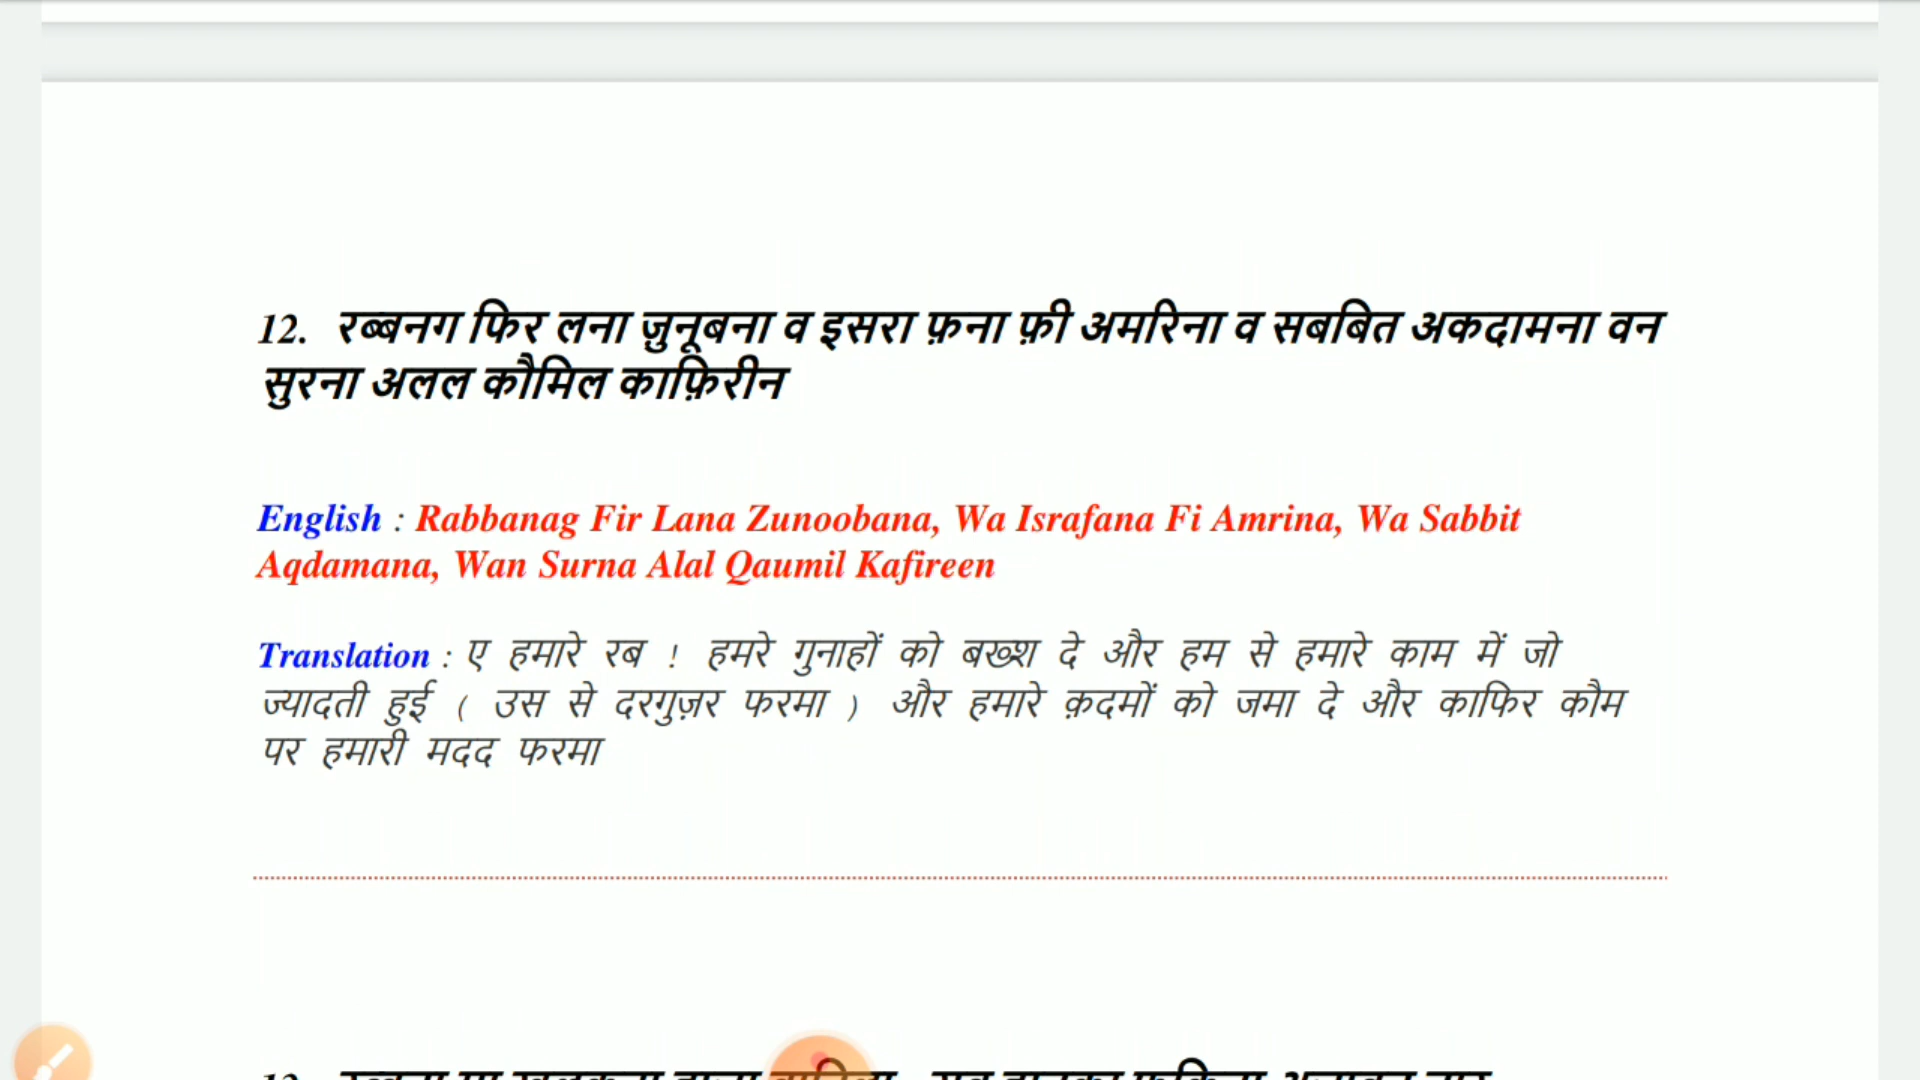 12. रब्बनग फिर लना ज़ुनूबना व इसरा फ़ना फ़ी अमरिना व सबबित अकदामना वन
सुरना अलल कौमिल काफ़िरीन
English : Rabbanag Fir Lana Zunoobana, Wa Israfana Fi Amrina, Wa Sabbit
Aqdamana, Wan Surna Alal Qaumil Kafireen
Translation : ए हमारे रब ! हमरे गुनाहों को बख्श दे और हम से हमारे काम में जो
ज्यादती हुई ( उस से दरगुज़र फरमा ) और हमारे क़दमों को जमा दे और काफिर कौम
पर हमारी मदद फरमा